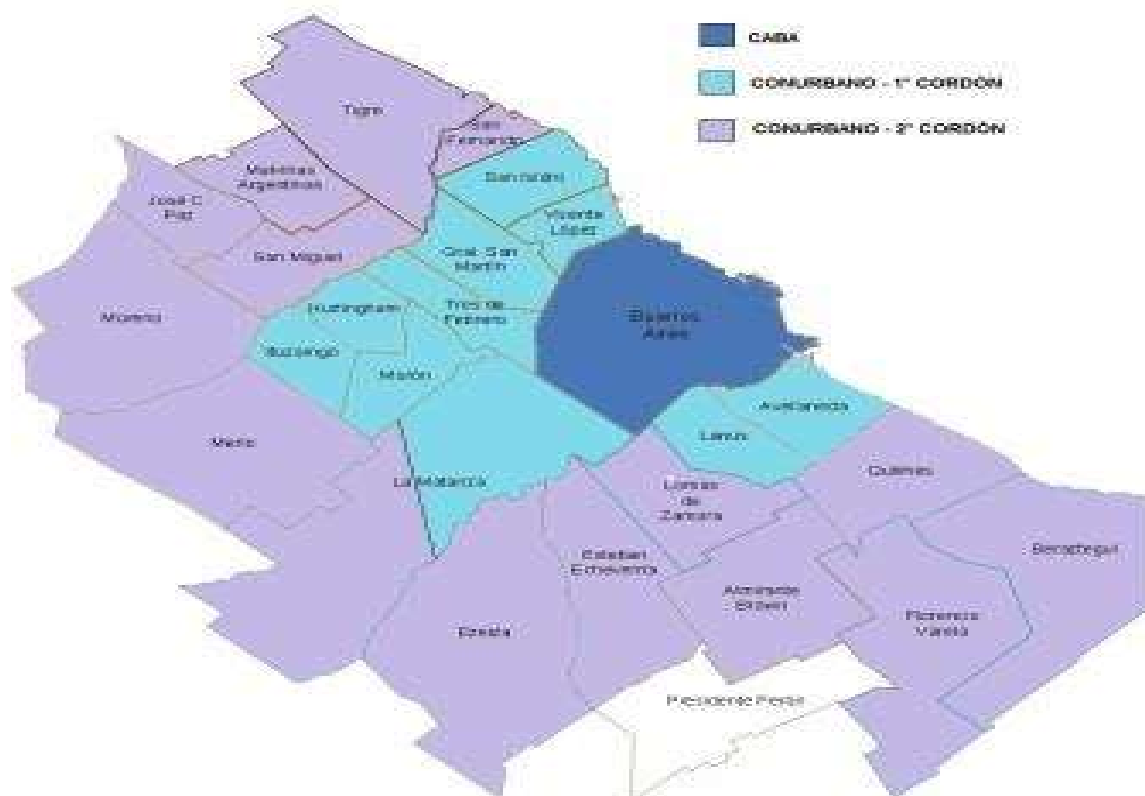 CABA
CONURBANO - 1° CORDÓN
CONURBANO - 2° CORDÓN
Tigre
San
Fernando
Malvinas
Argentinas
San Isidro
José C
Paz
Vicente
López
San Miguel
Gral. San
Martín
Hurlingham
Tres de
Febrero
Moreno
Buenos
Aires
Ituzaingó
Morón
Avellaneda
Merlo
Lanus
La Matanza
Quilmes
Lomas
de
Zamora
Esteban
Echeverría
Berazategui
Almirante
Brown
Florencio
Varela
Ezeiza
Presidente Perón